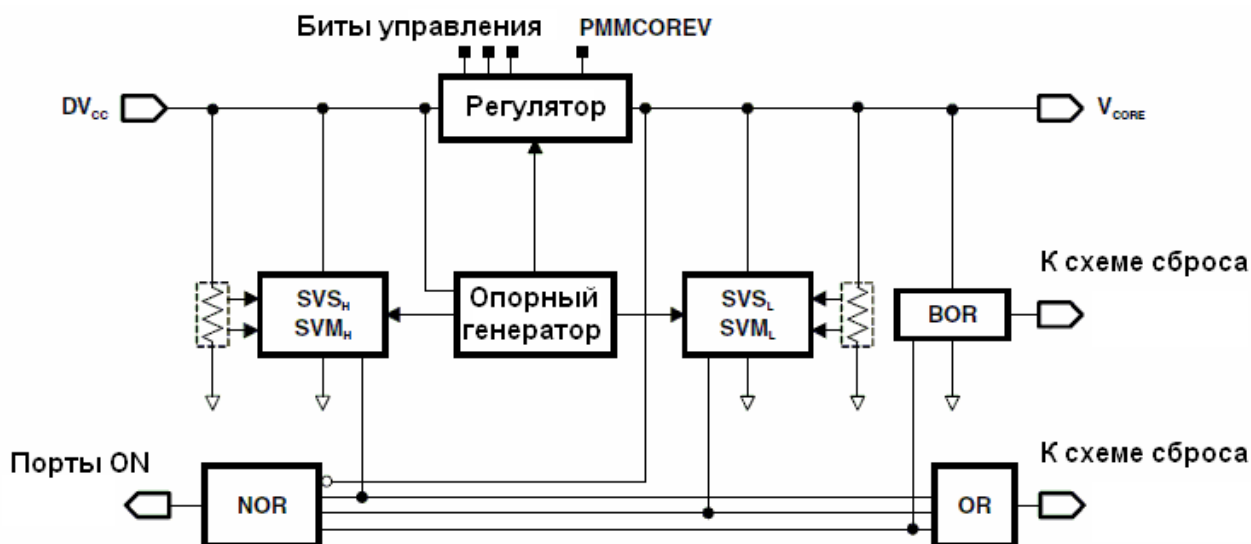 Биты управления
PMMCOREV
DVcc
Регулятор
VCORE
К схеме сброса
SVSH
SVMH
Опорный
генератор
SVSL
SVML
BOR
Порты ON
К схеме сброса
NOR
OR